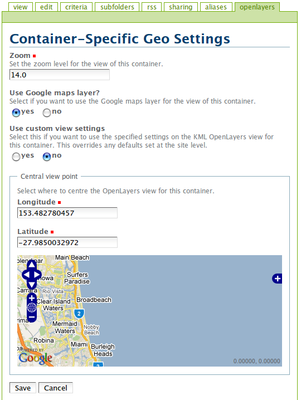 view edit criteria subfolders rss sharing aliases openlayers
Container-Specific Geo Settings
Zoom
Set the zoom level for the view of this container.
14.0
Use Google maps layer?
Select if you want to use the Google maps layer for the view of this container.
yes no
Use custom view settings
Select this if you want to use the specified settings on the KML OpenLayers view for
this container. This overrides any defaults set at the site level.
yes no
Central view point
Select where to centre the OpenLayers view for this container.
Longitude
153.482780457
Latitude
-27.9850032972
Main Beach
Surfers
Paradise
Rio Vista
Clear Island
Waters
Broadbeach
2
Mermaid
Waters
Nobby
Beach
Robina
Miami
Burleigh
Heads
Google
0.00000, 0.00000
Save Cancel